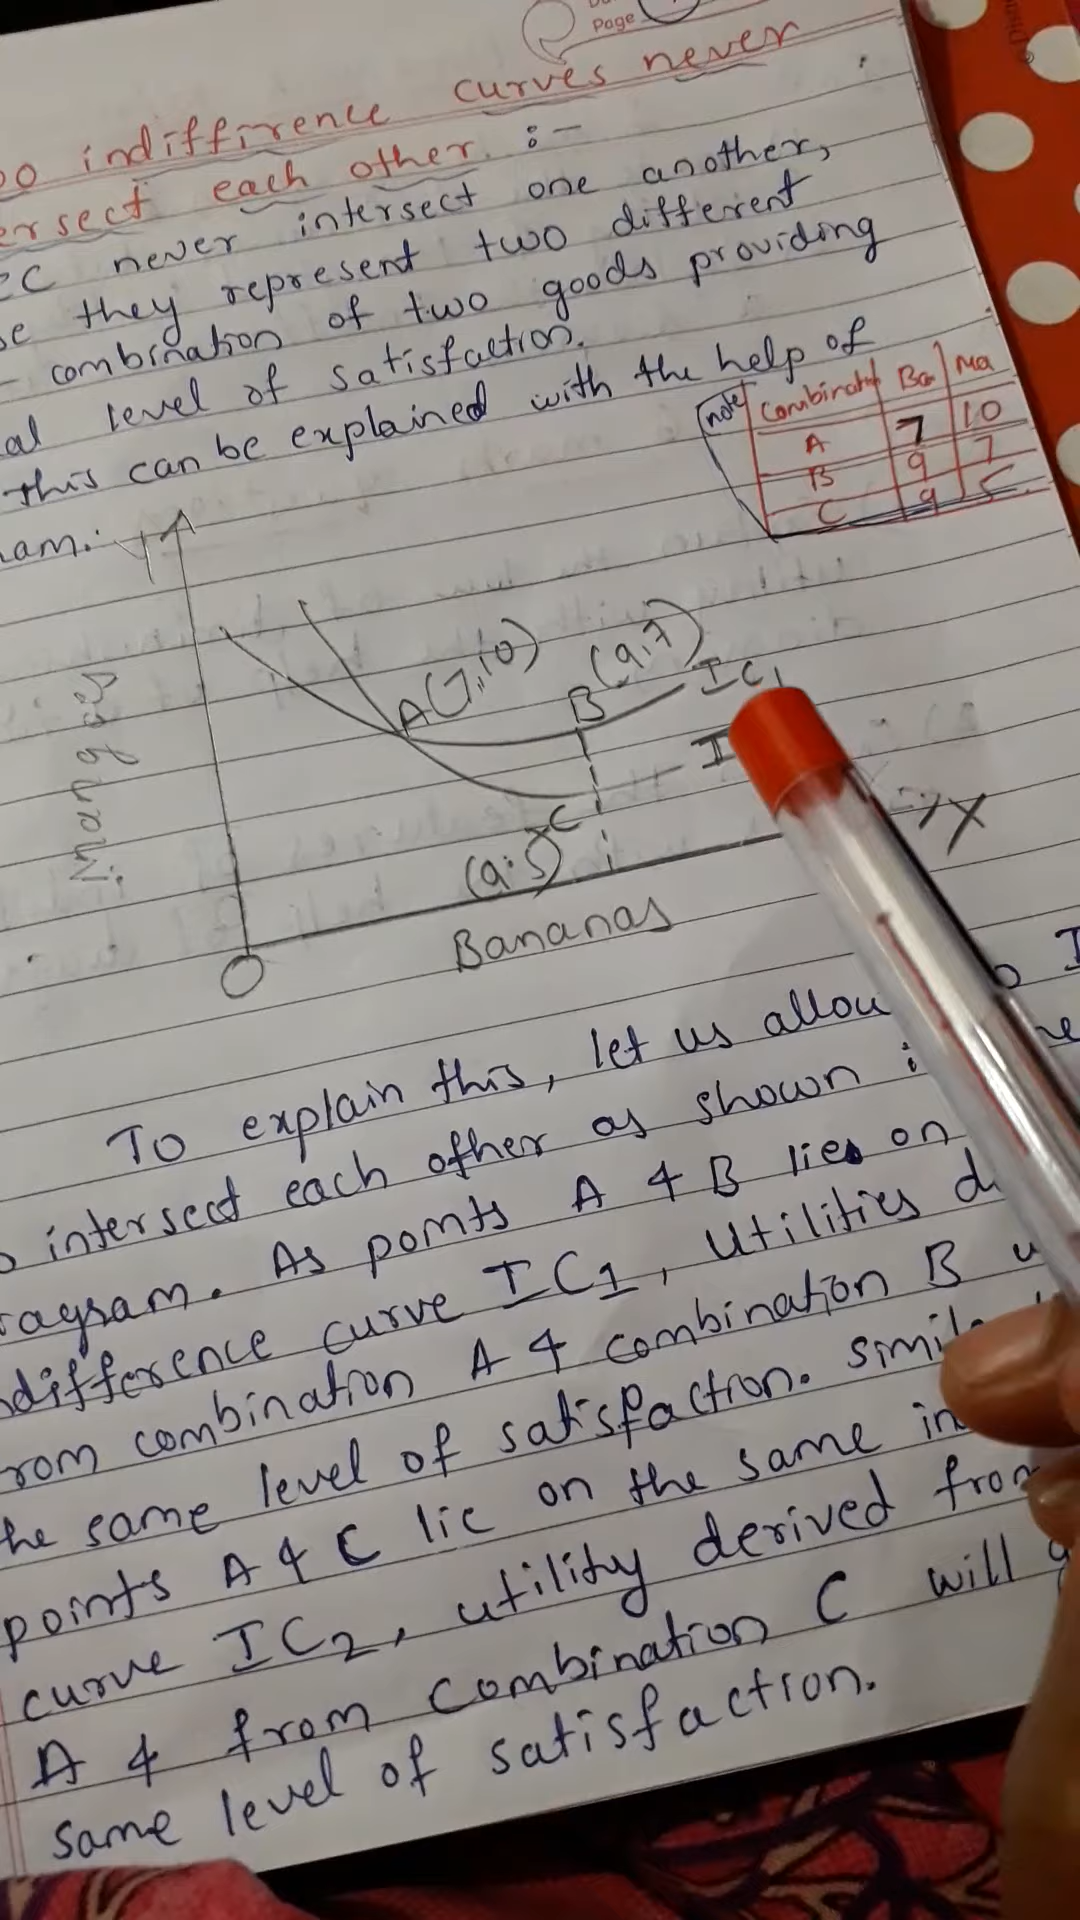 Page
indiffirence curves never
each other :-
never intersect one another,
they represent two different
combination of two goods providing
level of satisfaction.
this can be explained with the help of
note
Combinat Ba Ma
A 7 10
B 9 7
C 9 5
Y
Mangoes
A(7,10)
B (9,7)
IC1
I
C (9,5)
X
Bananas
O
To explain this, let us allow
intersect each other as shown
As points A & B lies on
curve IC1, utilities
combination A & combination B
same level of satisfaction.
points A & C lie on the same
curve IC2, utility derived from
A & from combination C will
same level of satisfaction.